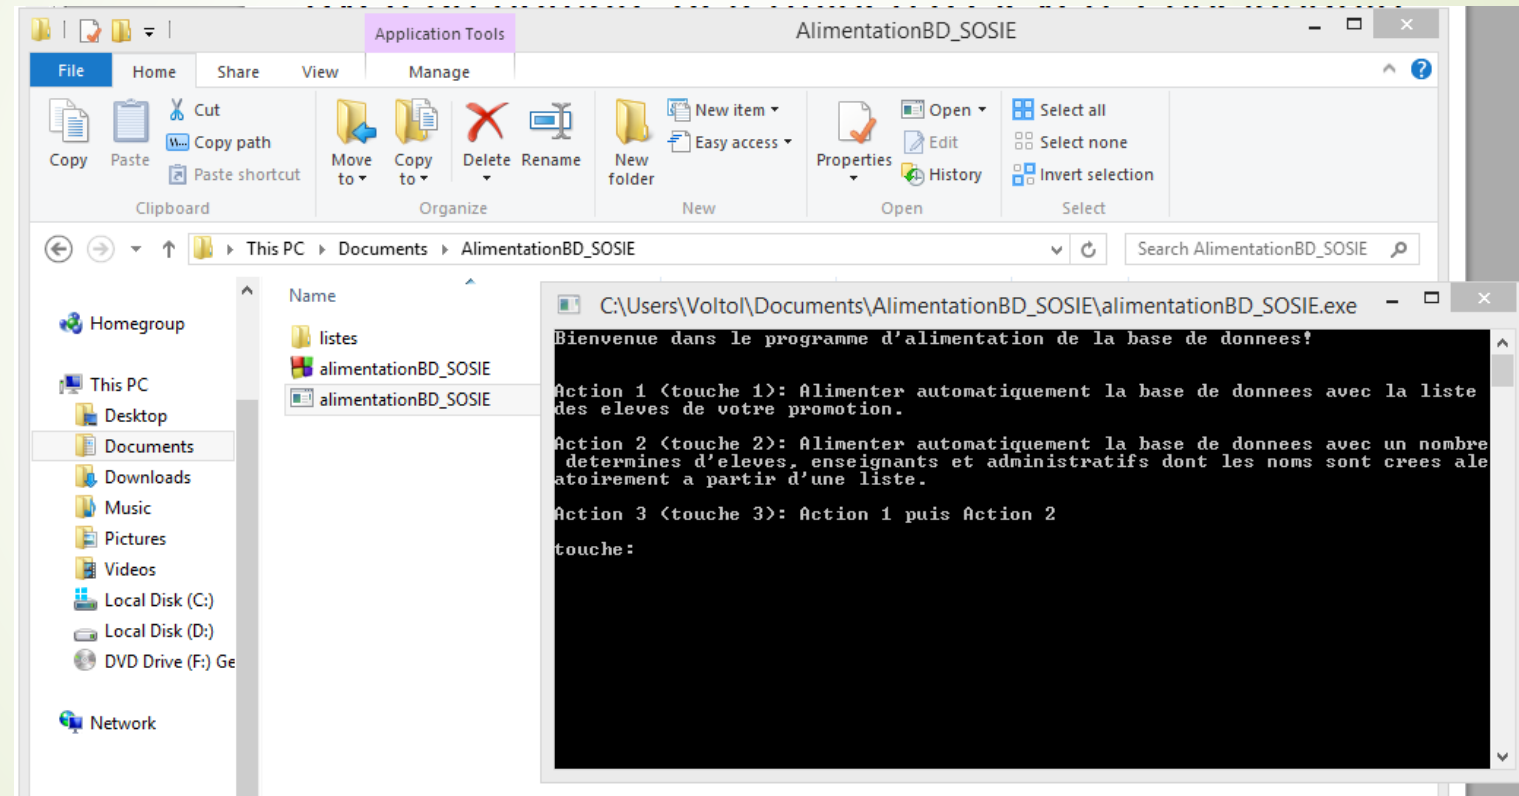 Application Tools
AlimentationBD_SOSIE
File Home Share View Manage
Copy
Paste
Cut
Copy path
Paste shortcut
Clipboard
Move to
Copy to
Delete
Rename
Organize
New folder
New item
Easy access
New
Properties
Open
Edit
History
Open
Select all
Select none
Invert selection
Select
This PC Documents AlimentationBD_SOSIE
Search AlimentationBD_SOSIE
Homegroup
This PC
Desktop
Documents
Downloads
Music
Pictures
Videos
Local Disk (C:)
Local Disk (D:)
DVD Drive (F:) Ge
Network
Name
listes
alimentationBD_SOSIE
alimentationBD_SOSIE
C:\Users\Voltol\Documents\AlimentationBD_SOSIE\alimentationBD_SOSIE.exe
Bienvenue dans le programme d'alimentation de la base de donnees!
Action 1 (touche 1): Alimenter automatiquement la base de donnees avec la liste
des eleves de votre promotion.
Action 2 (touche 2): Alimenter automatiquement la base de donnees avec un nombre
determines d'eleves, enseignants et administratifs dont les noms sont crees ale
atoirement a partir d'une liste.
Action 3 (touche 3): Action 1 puis Action 2
touche: